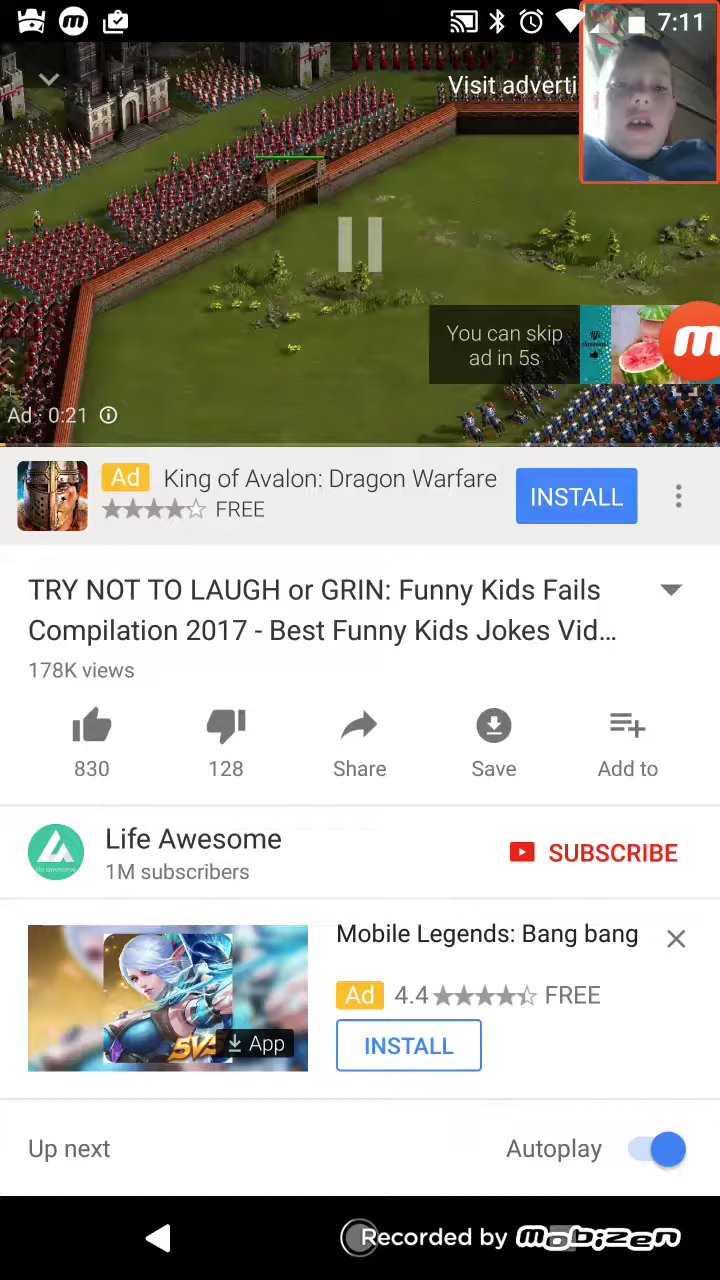 7:11
Visit adverti
You can skip
ad in 5s
Ad : 0:21
Ad King of Avalon: Dragon Warfare
FREE
INSTALL
TRY NOT TO LAUGH or GRIN: Funny Kids Fails
Compilation 2017 - Best Funny Kids Jokes Vid...
178K views
830
128
Share
Save
Add to
Life Awesome
1M subscribers
SUBSCRIBE
Mobile Legends: Bang bang
Ad 4.4 FREE
5V5
App
INSTALL
Up next
Autoplay
Recorded by mobizen